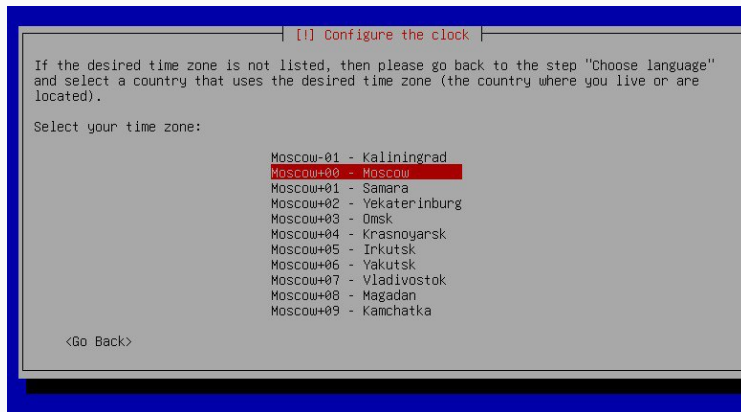 [!] Configure the clock
If the desired time zone is not listed, then please go back to the step "Choose language"
and select a country that uses the desired time zone (the country where you live or are
located).
Select your time zone:
Moscow-01 - Kaliningrad
Moscow+00 - Moscow
Moscow+01 - Samara
Moscow+02 - Yekaterinburg
Moscow+03 - Omsk
Moscow+04 - Krasnoyarsk
Moscow+05 - Irkutsk
Moscow+06 - Yakutsk
Moscow+07 - Vladivostok
Moscow+08 - Magadan
Moscow+09 - Kamchatka
<Go Back>